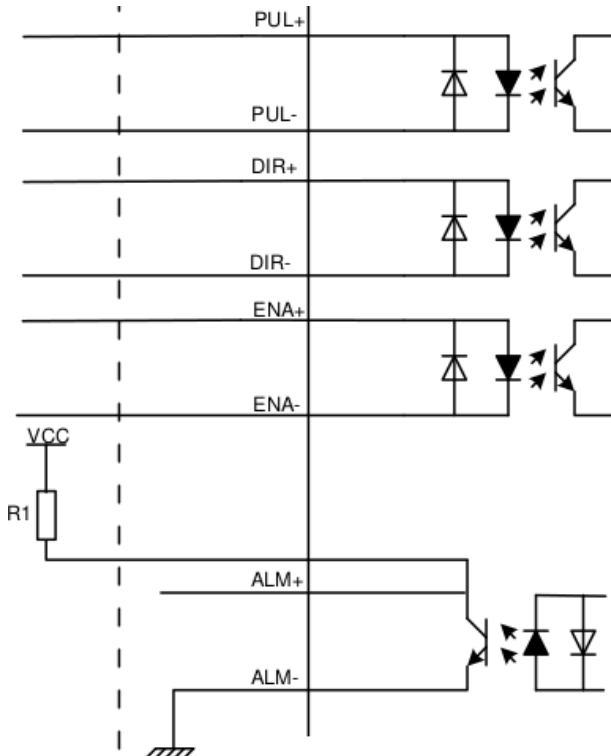 PUL+
PUL-
DIR+
DIR-
ENA+
ENA-
VCC
R1
ALM+
ALM-